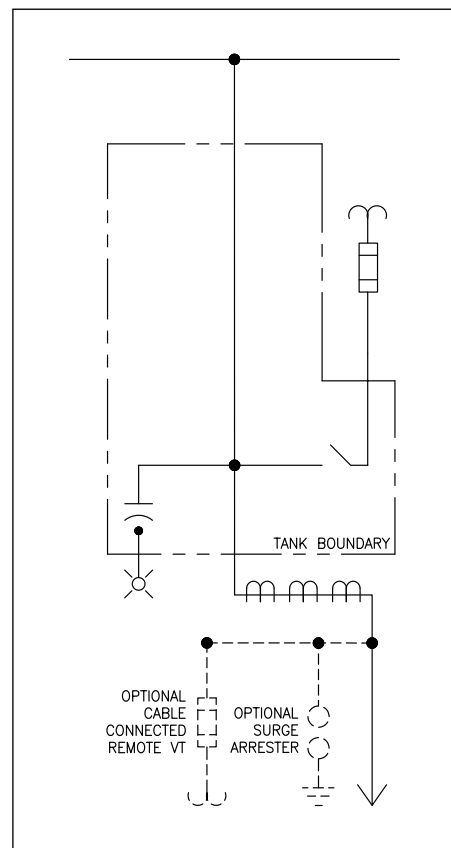 TANK BOUNDARY
OPTIONAL
CABLE
CONNECTED
REMOTE VT
OPTIONAL
SURGE
ARRESTER